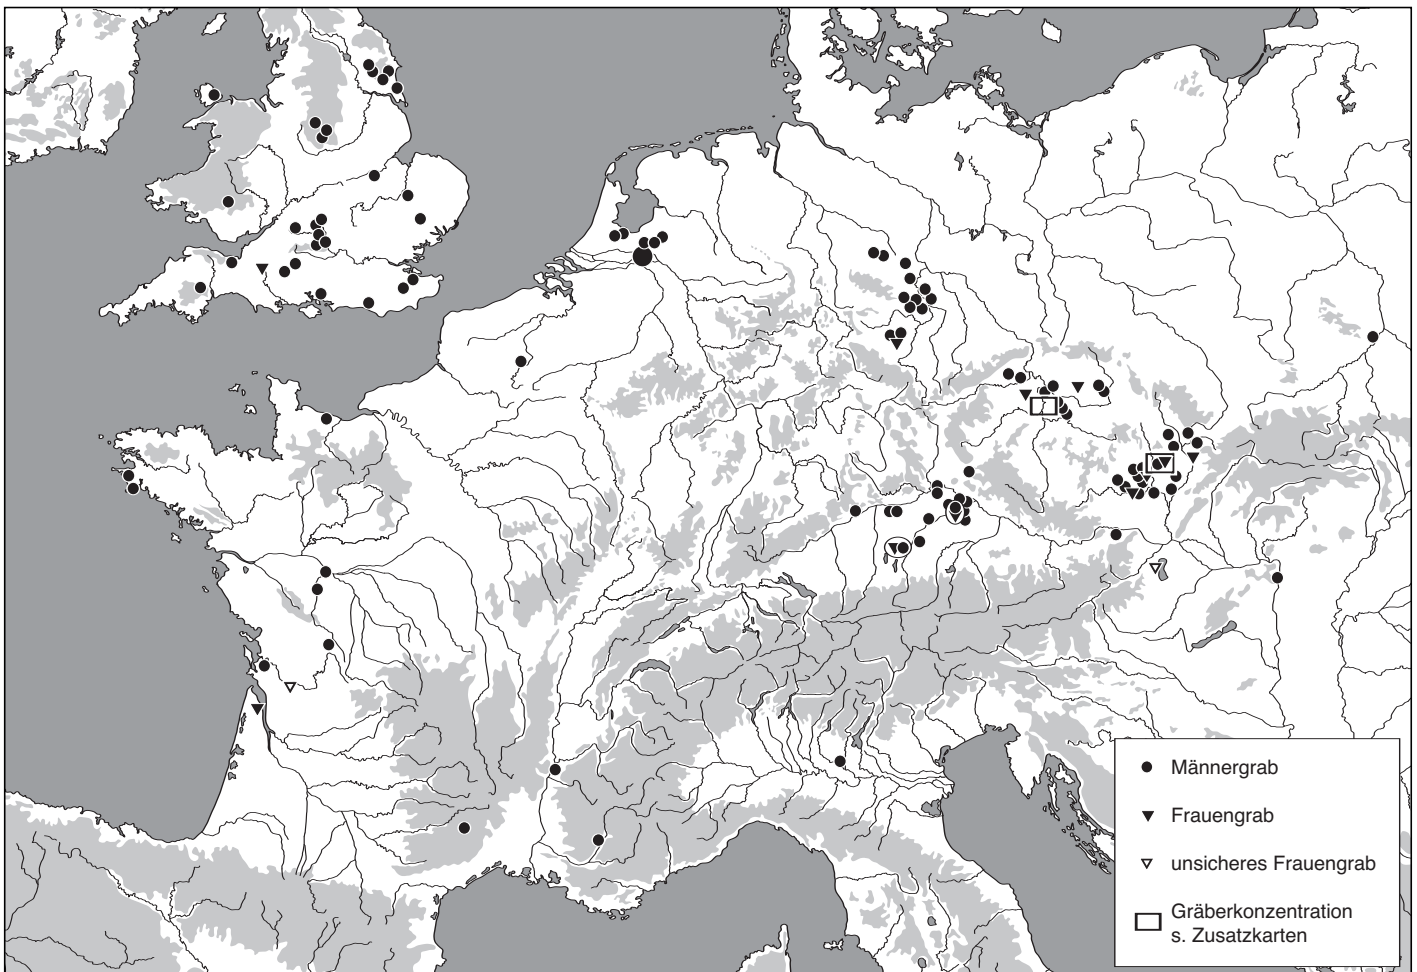 Männergrab
Frauengrab
unsicheres Frauengrab
Gräberkonzentration
s. Zusatzkarten